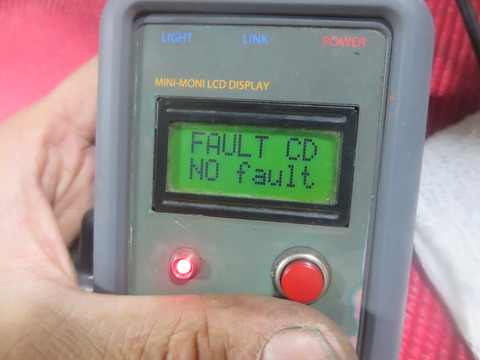 LIGHT LINK POWER
MINI-MONI LCD DISPLAY
FAULT CD
NO fault